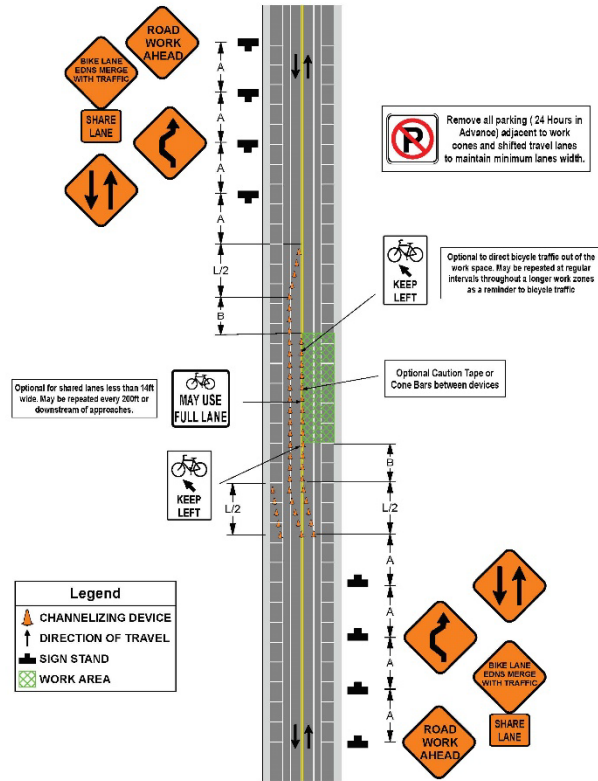 ROAD
WORK
AHEAD
BIKE LANE
EDNS MERGE
WITH TRAFFIC
SHARE
LANE
A
A
A
A
L/2
B
P
Remove all parking ( 24 Hours in
Advance) adjacent to work
cones and shifted travel lanes
to maintain minimum lanes width.
KEEP
LEFT
Optional to direct bicycle traffic out of the
work space. May be repeated at regular
intervals throughout a longer work zones
as a reminder to bicycle traffic
Optional for shared lanes less than 14ft
wide. May be repeated every 200ft or
downstream of approaches.
MAY USE
FULL LANE
Optional Caution Tape or
Cone Bars between devices
KEEP
LEFT
L/2
B
L/2
A
A
A
A
Legend
CHANNELIZING DEVICE
DIRECTION OF TRAVEL
SIGN STAND
WORK AREA
BIKE LANE
EDNS MERGE
WITH TRAFFIC
SHARE
LANE
ROAD
WORK
AHEAD